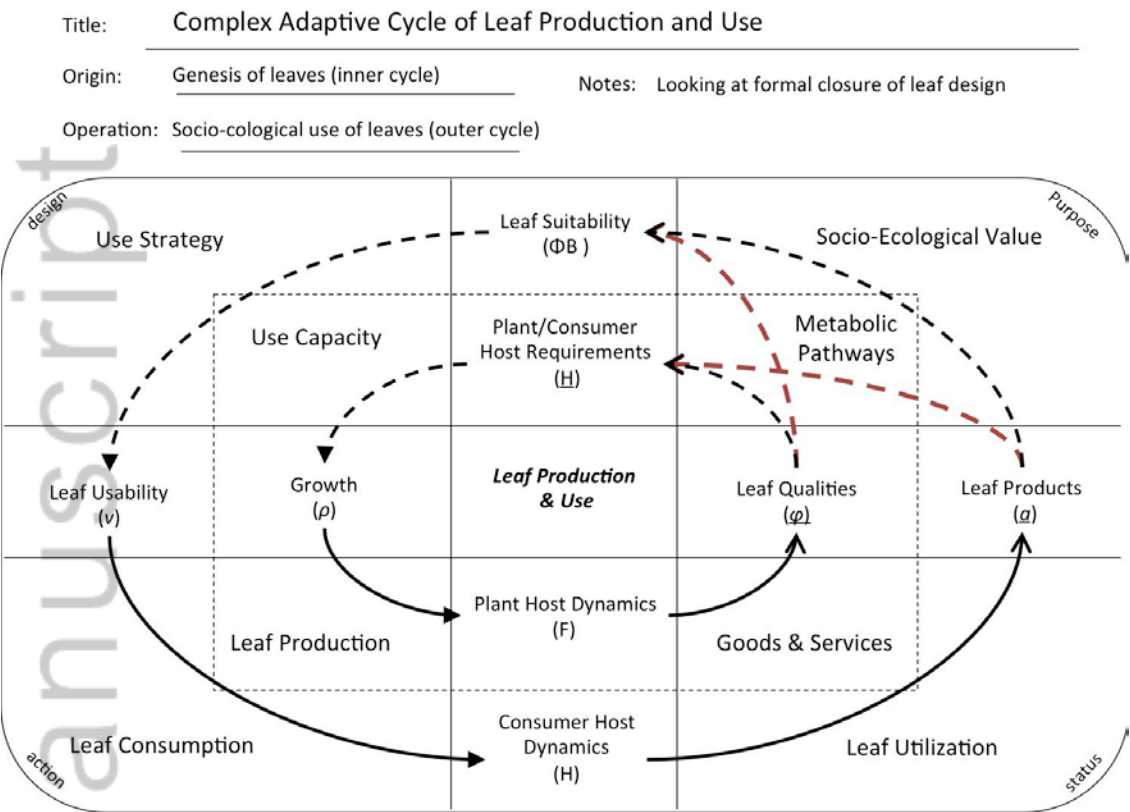 Title: Complex Adaptive Cycle of Leaf Production and Use
Origin: Genesis of leaves (inner cycle)
Notes: Looking at formal closure of leaf design
Operation: Socio-cological use of leaves (outer cycle)
anuscript
design
Purpose
Use Strategy
Leaf Suitability
(ΦB )
Socio-Ecological Value
Use Capacity
Plant/Consumer
Host Requirements
(H)
Metabolic
Pathways
Leaf Usability
(v)
Growth
(ρ)
Leaf Production
& Use
Leaf Qualities
(φ)
Leaf Products
(a)
Plant Host Dynamics
(F)
Leaf Production
Goods & Services
Leaf Consumption
Consumer Host
Dynamics
(H)
Leaf Utilization
action
status